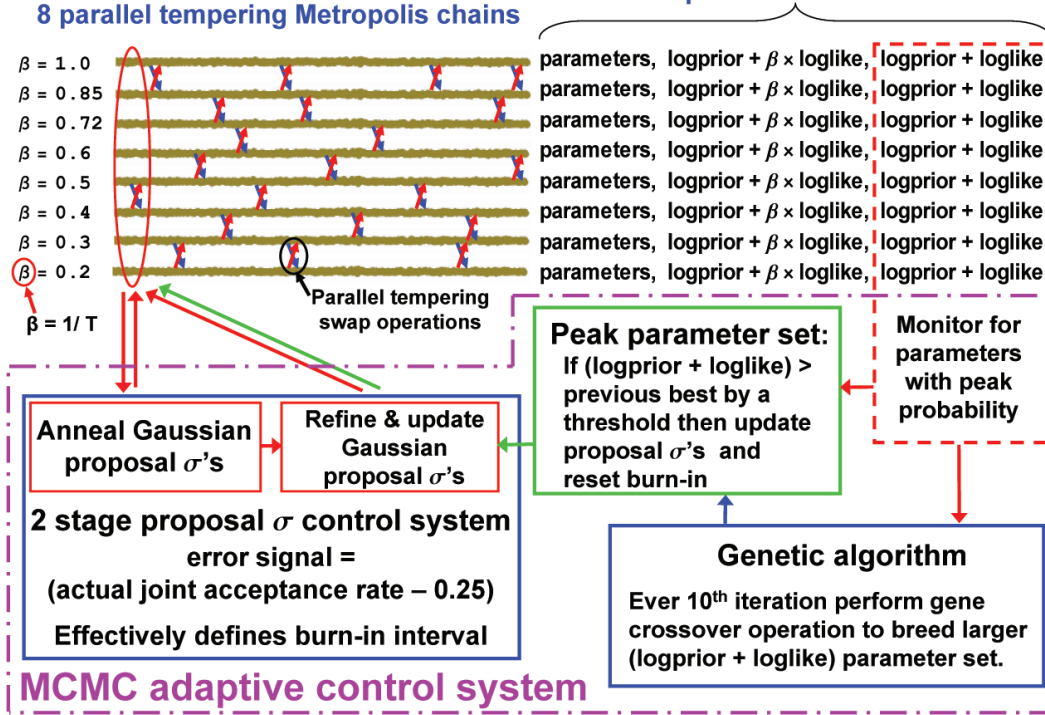 8 parallel tempering Metropolis chains
β = 1.0
parameters, logprior + β × loglike, logprior + loglike
β = 0.85
parameters, logprior + β × loglike, logprior + loglike
β = 0.72
parameters, logprior + β × loglike, logprior + loglike
β = 0.6
parameters, logprior + β × loglike, logprior + loglike
β = 0.5
parameters, logprior + β × loglike, logprior + loglike
β = 0.4
parameters, logprior + β × loglike, logprior + loglike
β = 0.3
parameters, logprior + β × loglike, logprior + loglike
β = 0.2
parameters, logprior + β × loglike, logprior + loglike
β = 1/ T
Parallel tempering
swap operations
Peak parameter set:
If (logprior + loglike) >
previous best by a
threshold then update
proposal σ's and
reset burn-in
Monitor for
parameters
with peak
probability
Anneal Gaussian
proposal σ's
Refine & update
Gaussian
proposal σ's
2 stage proposal σ control system
error signal =
(actual joint acceptance rate – 0.25)
Effectively defines burn-in interval
Genetic algorithm
Ever 10th iteration perform gene
crossover operation to breed larger
(logprior + loglike) parameter set.
MCMC adaptive control system